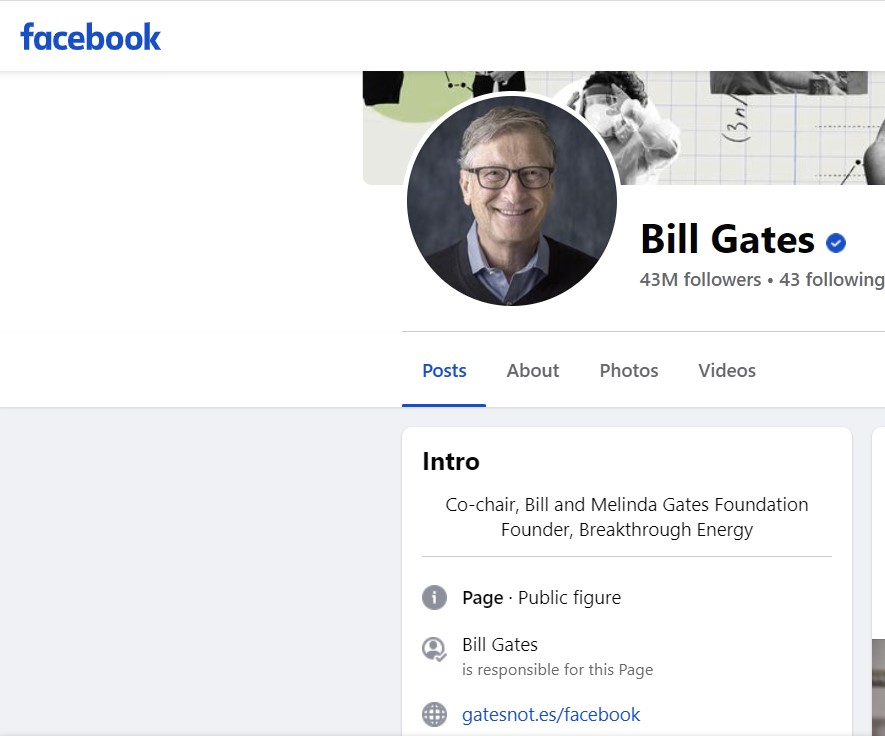 facebook
(3n/
Bill Gates
43M followers • 43 following
Posts
About
Photos
Videos
Intro
Co-chair, Bill and Melinda Gates Foundation
Founder, Breakthrough Energy
Page · Public figure
Bill Gates
is responsible for this Page
gatesnot.es/facebook